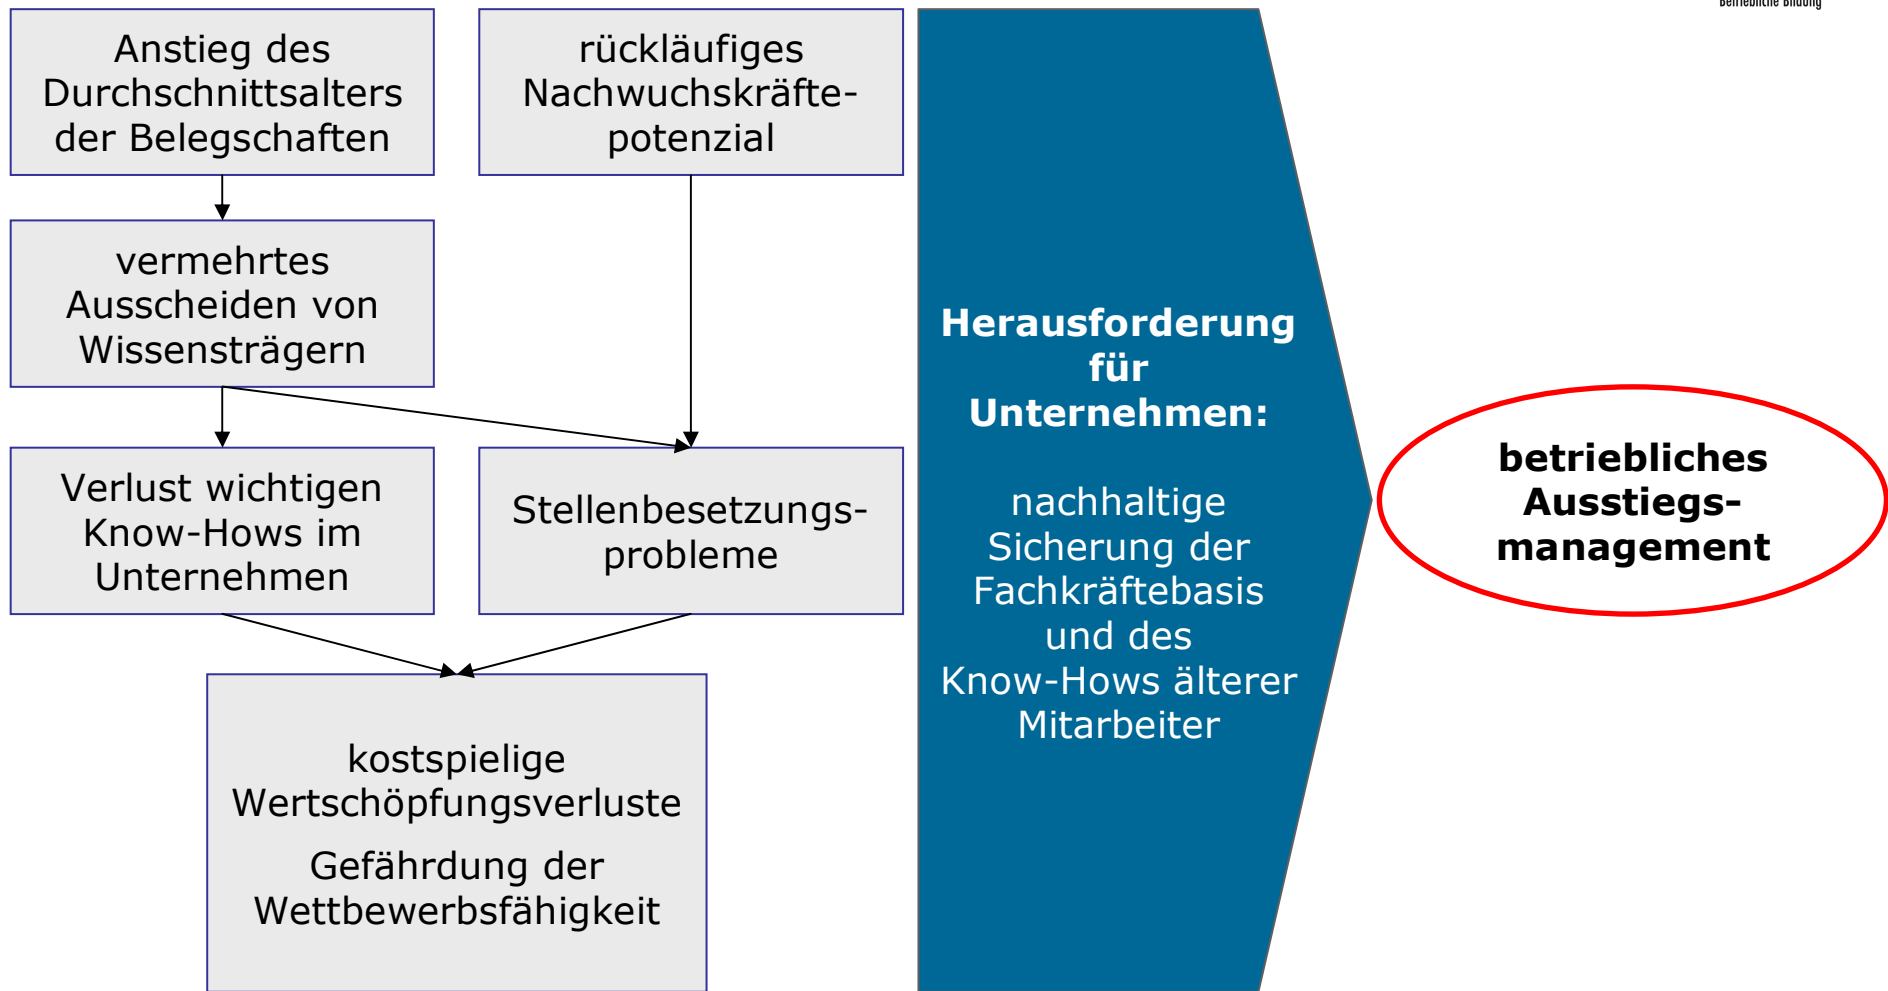 Betriebliche Bildung
Anstieg des
Durchschnittsalters
der Belegschaften
rückläufiges
Nachwuchskräfte-
potenzial
vermehrtes
Ausscheiden von
Wissensträgern
Verlust wichtigen
Know-Hows im
Unternehmen
Stellenbesetzungs-
probleme
kostspielige
Wertschöpfungsverluste
Gefährdung der
Wettbewerbsfähigkeit
Herausforderung
für
Unternehmen:
nachhaltige
Sicherung der
Fachkräftebasis
und des
Know-Hows älterer
Mitarbeiter
betriebliches
Ausstiegs-
management